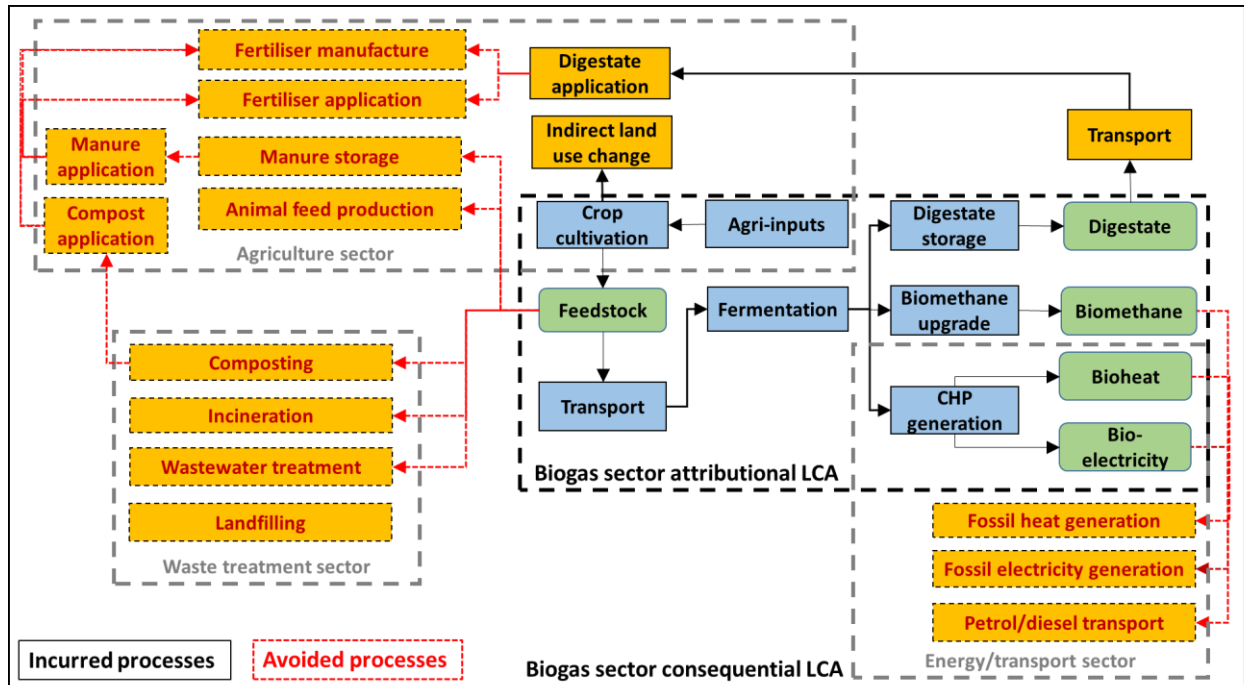 Fertiliser manufacture
Fertiliser application
Manure
application
Manure storage
Compost
application
Animal feed production
Agriculture sector
Digestate
application
Indirect land
use change
Transport
Crop
cultivation
Agri-inputs
Digestate
storage
Digestate
Feedstock
Fermentation
Biomethane
upgrade
Biomethane
Transport
CHP
generation
Bioheat
Bio-
electricity
Biogas sector attributional LCA
Composting
Incineration
Wastewater treatment
Landfilling
Waste treatment sector
Fossil heat generation
Fossil electricity generation
Petrol/diesel transport
Energy/transport sector
Incurred processes
Avoided processes
Biogas sector consequential LCA